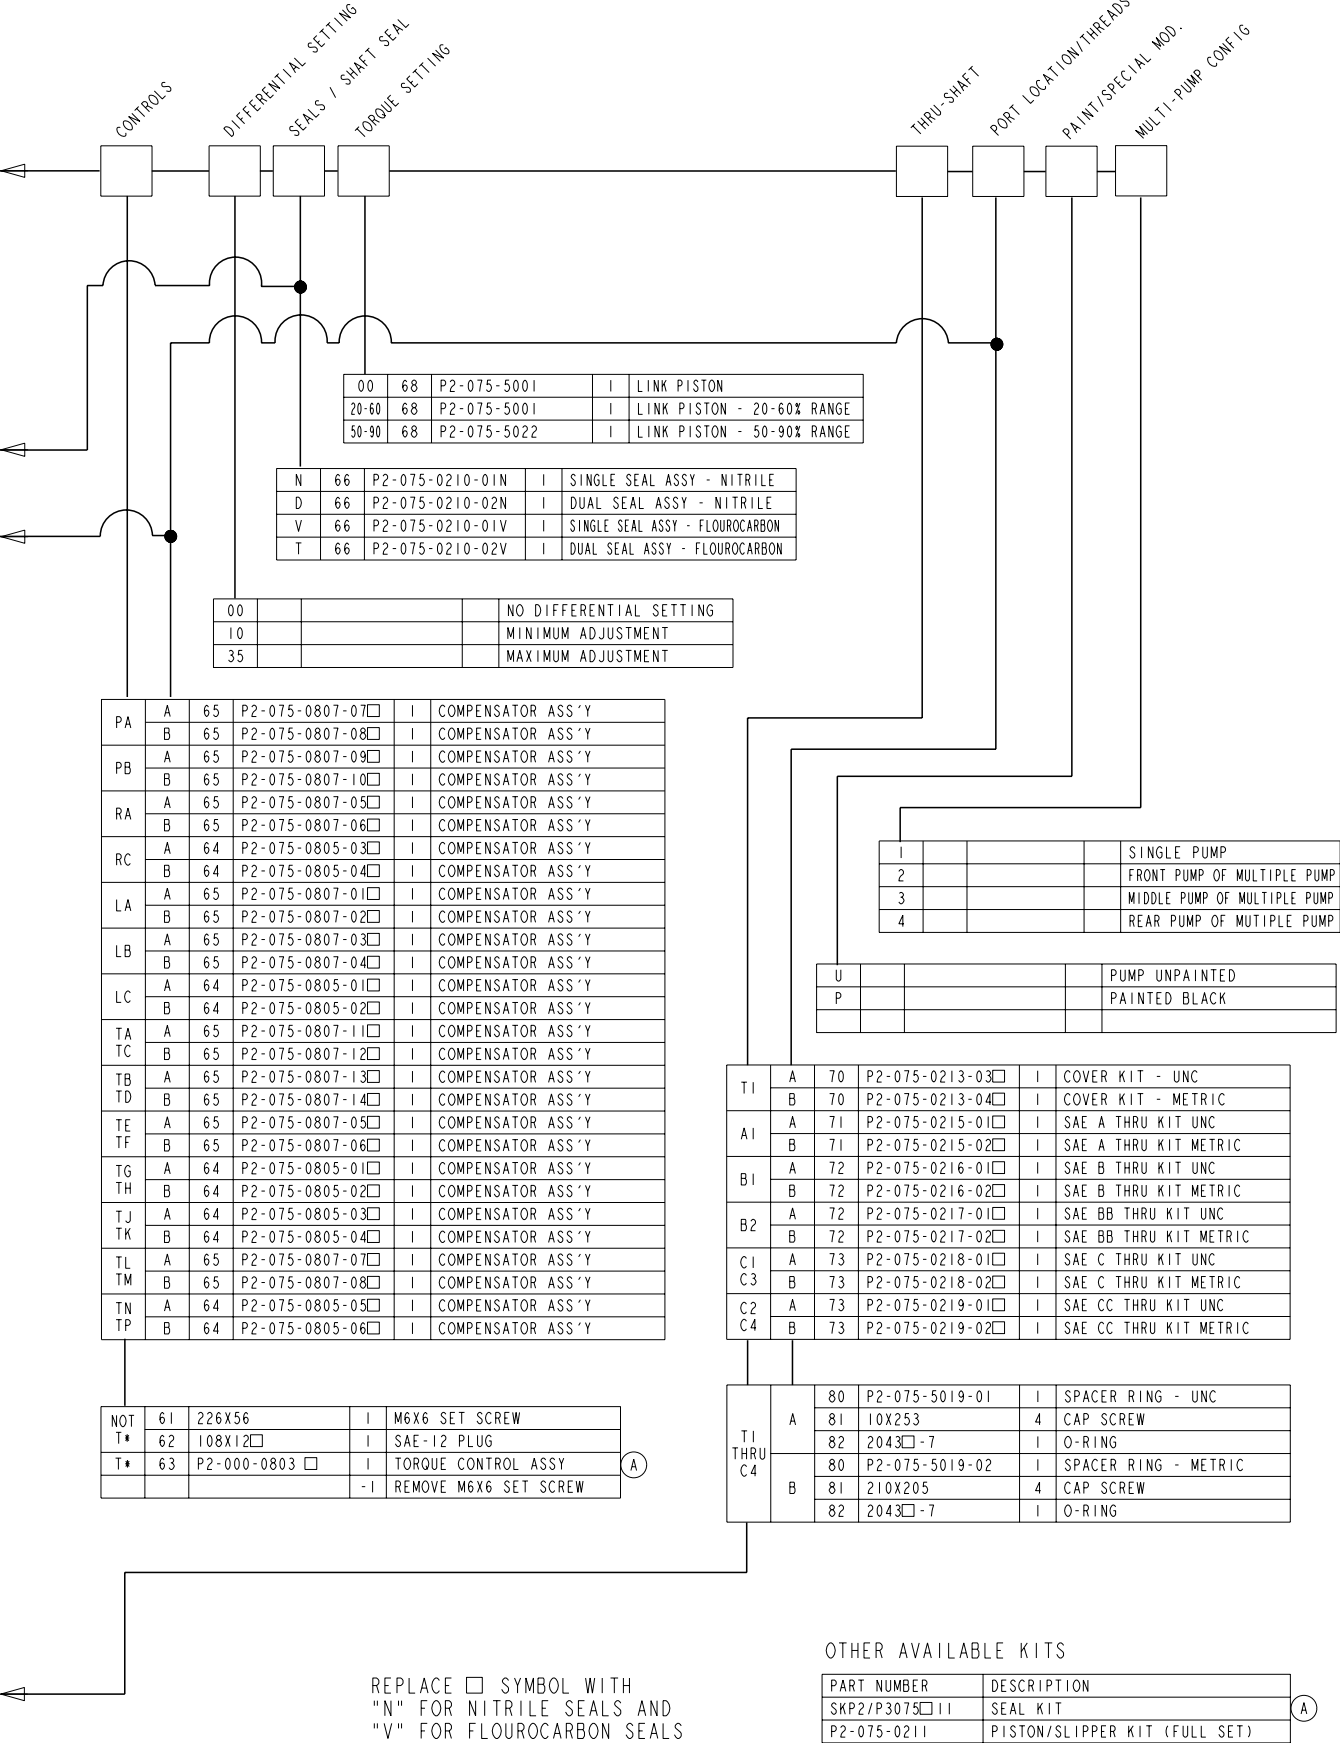 CONTROLS
DIFFERENTIAL SETTING
SEALS / SHAFT SEAL
TORQUE SETTING
THRU-SHAFT
PORT LOCATION/THREADS
PAINT/SPECIAL MOD.
MULTI-PUMP CONFIG
00 68 P2-075-5001 1 LINK PISTON
20-60 68 P2-075-5001 1 LINK PISTON - 20-60% RANGE
50-90 68 P2-075-5022 1 LINK PISTON - 50-90% RANGE
N 66 P2-075-0210-01N 1 SINGLE SEAL ASSY - NITRILE
D 66 P2-075-0210-02N 1 DUAL SEAL ASSY - NITRILE
V 66 P2-075-0210-01V 1 SINGLE SEAL ASSY - FLOUROCARBON
T 66 P2-075-0210-02V 1 DUAL SEAL ASSY - FLOUROCARBON
00 NO DIFFERENTIAL SETTING
10 MINIMUM ADJUSTMENT
35 MAXIMUM ADJUSTMENT
PA A 65 P2-075-0807-07□ 1 COMPENSATOR ASS'Y
B 65 P2-075-0807-08□ 1 COMPENSATOR ASS'Y
PB A 65 P2-075-0807-09□ 1 COMPENSATOR ASS'Y
B 65 P2-075-0807-10□ 1 COMPENSATOR ASS'Y
RA A 65 P2-075-0807-05□ 1 COMPENSATOR ASS'Y
B 65 P2-075-0807-06□ 1 COMPENSATOR ASS'Y
RC A 64 P2-075-0805-03□ 1 COMPENSATOR ASS'Y
B 64 P2-075-0805-04□ 1 COMPENSATOR ASS'Y
LA A 65 P2-075-0807-01□ 1 COMPENSATOR ASS'Y
B 65 P2-075-0807-02□ 1 COMPENSATOR ASS'Y
LB A 65 P2-075-0807-03□ 1 COMPENSATOR ASS'Y
B 65 P2-075-0807-04□ 1 COMPENSATOR ASS'Y
LC A 64 P2-075-0805-01□ 1 COMPENSATOR ASS'Y
B 64 P2-075-0805-02□ 1 COMPENSATOR ASS'Y
TA A 65 P2-075-0807-11□ 1 COMPENSATOR ASS'Y
TC B 65 P2-075-0807-12□ 1 COMPENSATOR ASS'Y
TB A 65 P2-075-0807-13□ 1 COMPENSATOR ASS'Y
TD B 65 P2-075-0807-14□ 1 COMPENSATOR ASS'Y
TE A 65 P2-075-0807-05□ 1 COMPENSATOR ASS'Y
TF B 65 P2-075-0807-06□ 1 COMPENSATOR ASS'Y
TG A 64 P2-075-0805-01□ 1 COMPENSATOR ASS'Y
TH B 64 P2-075-0805-02□ 1 COMPENSATOR ASS'Y
TJ A 64 P2-075-0805-03□ 1 COMPENSATOR ASS'Y
TK B 64 P2-075-0805-04□ 1 COMPENSATOR ASS'Y
TL A 65 P2-075-0807-07□ 1 COMPENSATOR ASS'Y
TM B 65 P2-075-0807-08□ 1 COMPENSATOR ASS'Y
TN A 64 P2-075-0805-05□ 1 COMPENSATOR ASS'Y
TP B 64 P2-075-0805-06□ 1 COMPENSATOR ASS'Y
1 SINGLE PUMP
2 FRONT PUMP OF MULTIPLE PUMP
3 MIDDLE PUMP OF MULTIPLE PUMP
4 REAR PUMP OF MUTIPLE PUMP
U PUMP UNPAINTED
P PAINTED BLACK
T1 A 70 P2-075-0213-03□ 1 COVER KIT - UNC
B 70 P2-075-0213-04□ 1 COVER KIT - METRIC
A1 A 71 P2-075-0215-01□ 1 SAE A THRU KIT UNC
B 71 P2-075-0215-02□ 1 SAE A THRU KIT METRIC
B1 A 72 P2-075-0216-01□ 1 SAE B THRU KIT UNC
B 72 P2-075-0216-02□ 1 SAE B THRU KIT METRIC
B2 A 72 P2-075-0217-01□ 1 SAE BB THRU KIT UNC
B 72 P2-075-0217-02□ 1 SAE BB THRU KIT METRIC
C1 A 73 P2-075-0218-01□ 1 SAE C THRU KIT UNC
C3 B 73 P2-075-0218-02□ 1 SAE C THRU KIT METRIC
C2 A 73 P2-075-0219-01□ 1 SAE CC THRU KIT UNC
C4 B 73 P2-075-0219-02□ 1 SAE CC THRU KIT METRIC
NOT 61 226X56 1 M6X6 SET SCREW
T* 62 108X12□ 1 SAE-12 PLUG
T* 63 P2-000-0803 □ 1 TORQUE CONTROL ASSY A
-1 REMOVE M6X6 SET SCREW
80 P2-075-5019-01 1 SPACER RING - UNC
A 81 10X253 4 CAP SCREW
T1 82 2043□-7 1 O-RING
THRU 80 P2-075-5019-02 1 SPACER RING - METRIC
C4 B 81 210X205 4 CAP SCREW
82 2043□-7 1 O-RING
REPLACE □ SYMBOL WITH
"N" FOR NITRILE SEALS AND
"V" FOR FLOUROCARBON SEALS
OTHER AVAILABLE KITS
PART NUMBER DESCRIPTION
SKP2/P3075□11 SEAL KIT A
P2-075-0211 PISTON/SLIPPER KIT (FULL SET)